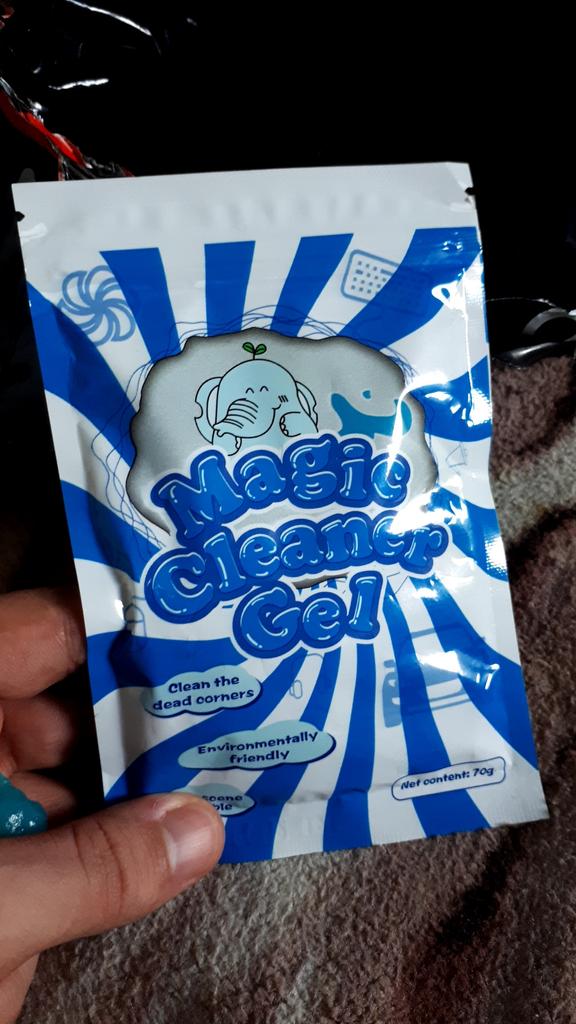 Magic
Cleaner
Gel
Clean the
dead corners
Environmentally
friendly
Net content: 70g